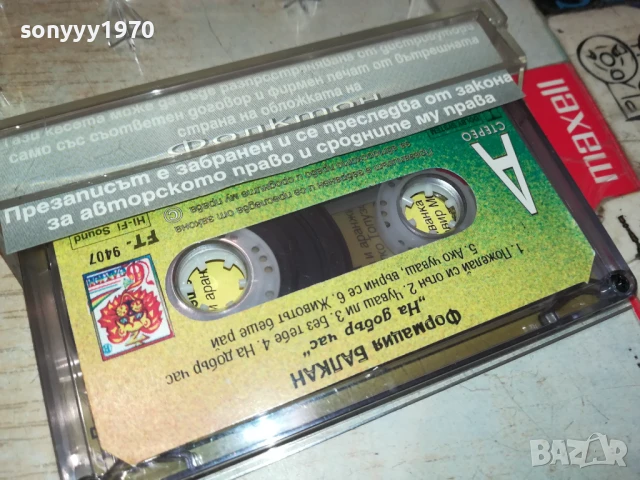 sonyyy1970
Тази касета може да бъде разпространявана от дистрибутора
само със съответен договор и фирмен печат от вътрешната
страна на обложката на
Фолктон
Презаписът е забранен и се преследва от закона
за авторското право и сродните му права
maxell
СТЕРЕО
A
Hi-Fi Sound
FT - 9407
Формация БАЛКАН
„На добър час"
1. Пожелай си огън 2. Чуваш ли 3. Без тебе 4. На добър час
5. Ако чуваш, върни се 6. Животът беше рай
BAZAR
.bg